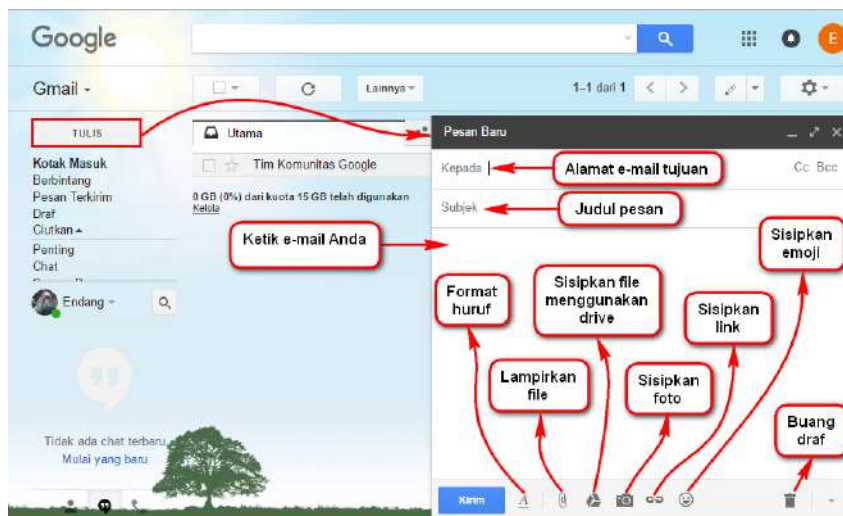 Google
E
Gmail
Lainnya
1–1 dari 1
TULIS
Utama
Tim Komunitas Google
Kotak Masuk
Berbintang
Pesan Terkirim
Draf
Ciutkan
Penting
Chat
0 GB (0%) dari kuota 15 GB telah digunakan
Kelola
Endang
Tidak ada chat terbaru
Mulai yang baru
Pesan Baru
Kepada
Alamat e-mail tujuan
Cc Bcc
Subjek
Judul pesan
Ketik e-mail Anda
Sisipkan
emoji
Format
huruf
Sisipkan file
menggunakan
drive
Sisipkan
link
Lampirkan
file
Sisipkan
foto
Buang
draf
Kirim
A